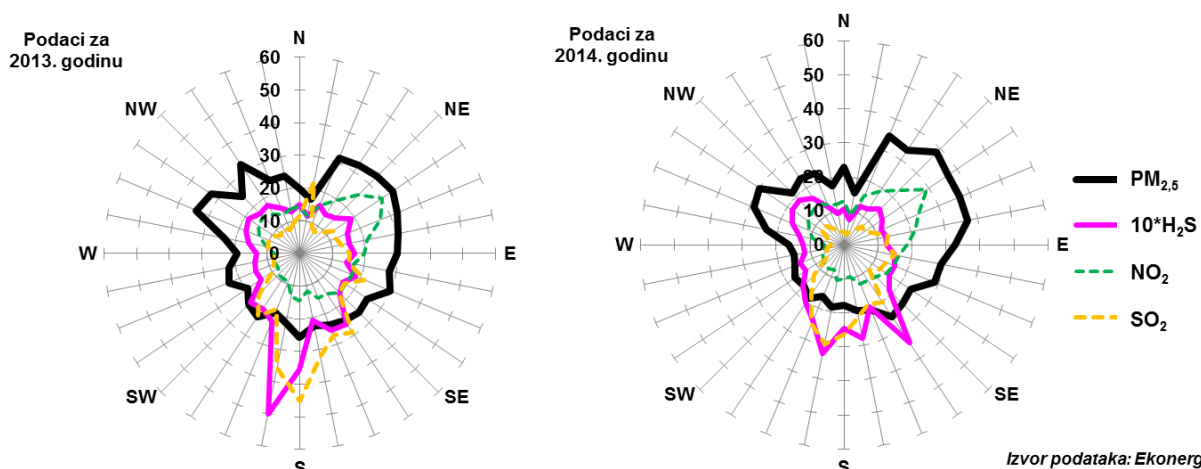 Podaci za
2013. godinu
N
60
50
40
30
20
10
0
NW
NE
W
E
SW
SE
S
Podaci za
2014. godinu
N
60
50
40
30
20
10
0
NW
NE
W
E
SW
SE
S
PM2,5
10*H2S
NO2
SO2
Izvor podataka: Ekonerg